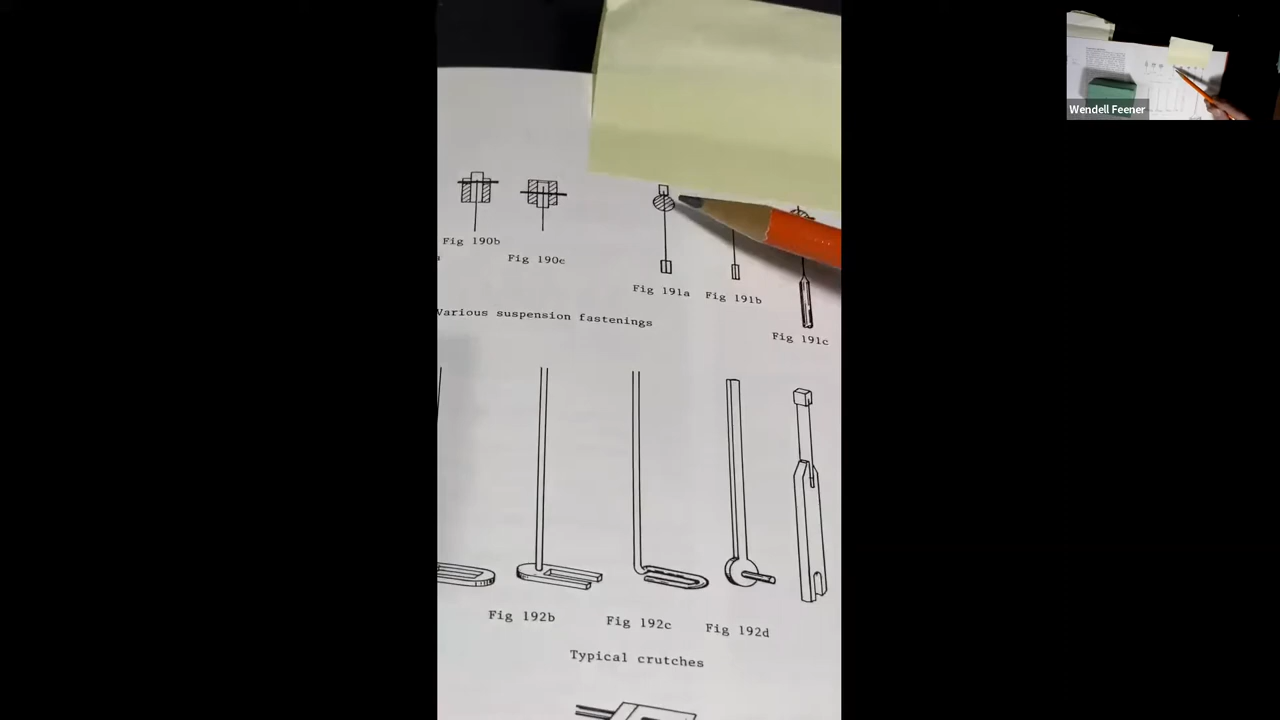 Wendell Feener
Fig 190b
Fig 190c
Fig 191a
Fig 191b
Fig 191c
Various suspension fastenings
Fig 192b
Fig 192c
Fig 192d
Typical crutches